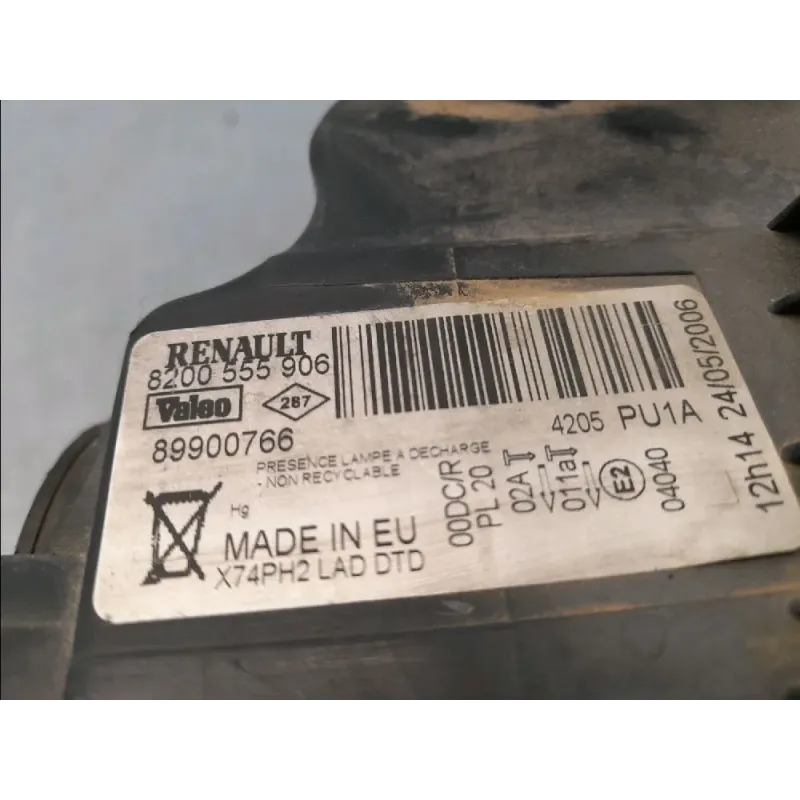 RENAULT
8200 555 906
Valeo
287
89900766
PRESENCE LAMPE A DECHARGE
- NON RECYCLABLE
Hg
MADE IN EU
X74PH2 LAD DTD
4205 PU1A
00DC/R
PL 20
02A
011a
E2
04040
12h14 24/05/2006